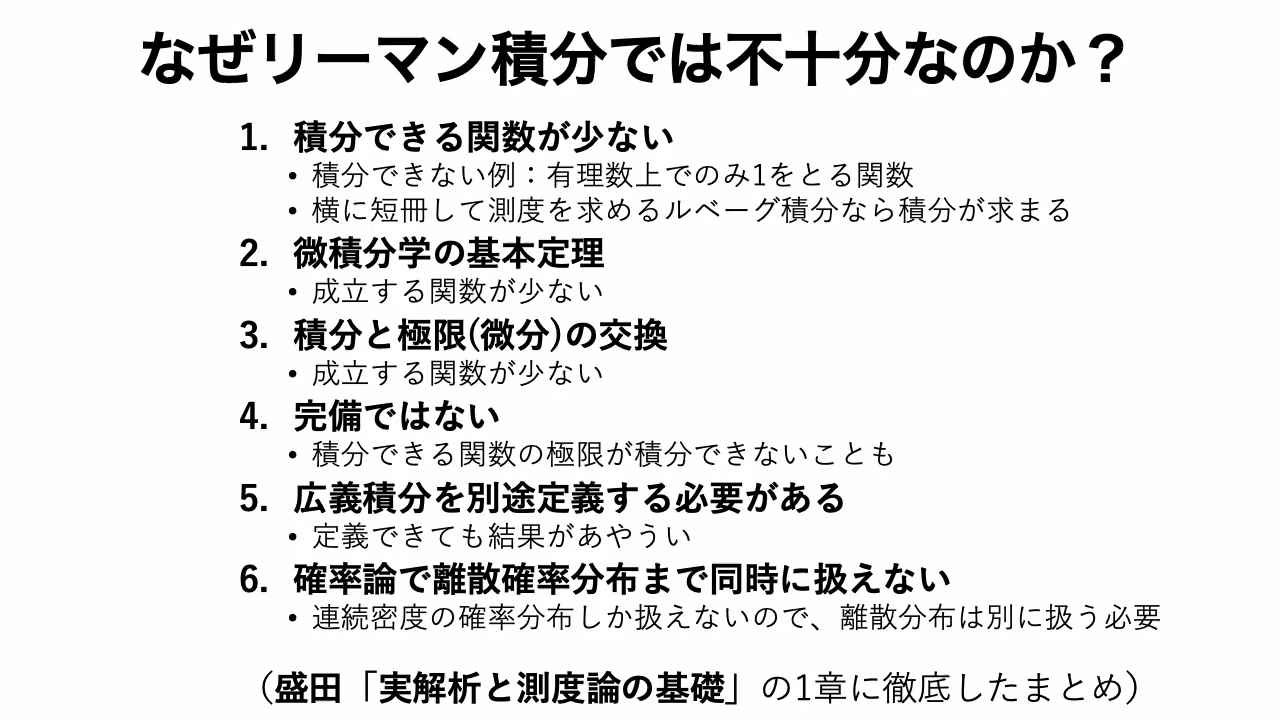 なぜリーマン積分では不十分なのか？
1. 積分できる関数が少ない
• 積分できない例：有理数上でのみ1をとる関数
• 横に短冊して測度を求めるルベーグ積分なら積分が求まる
2. 微積分学の基本定理
• 成立する関数が少ない
3. 積分と極限(微分)の交換
• 成立する関数が少ない
4. 完備ではない
• 積分できる関数の極限が積分できないことも
5. 広義積分を別途定義する必要がある
• 定義できても結果があやうい
6. 確率論で離散確率分布まで同時に扱えない
• 連続密度の確率分布しか扱えないので、離散分布は別に扱う必要
（盛田「実解析と測度論の基礎」の1章に徹底したまとめ）